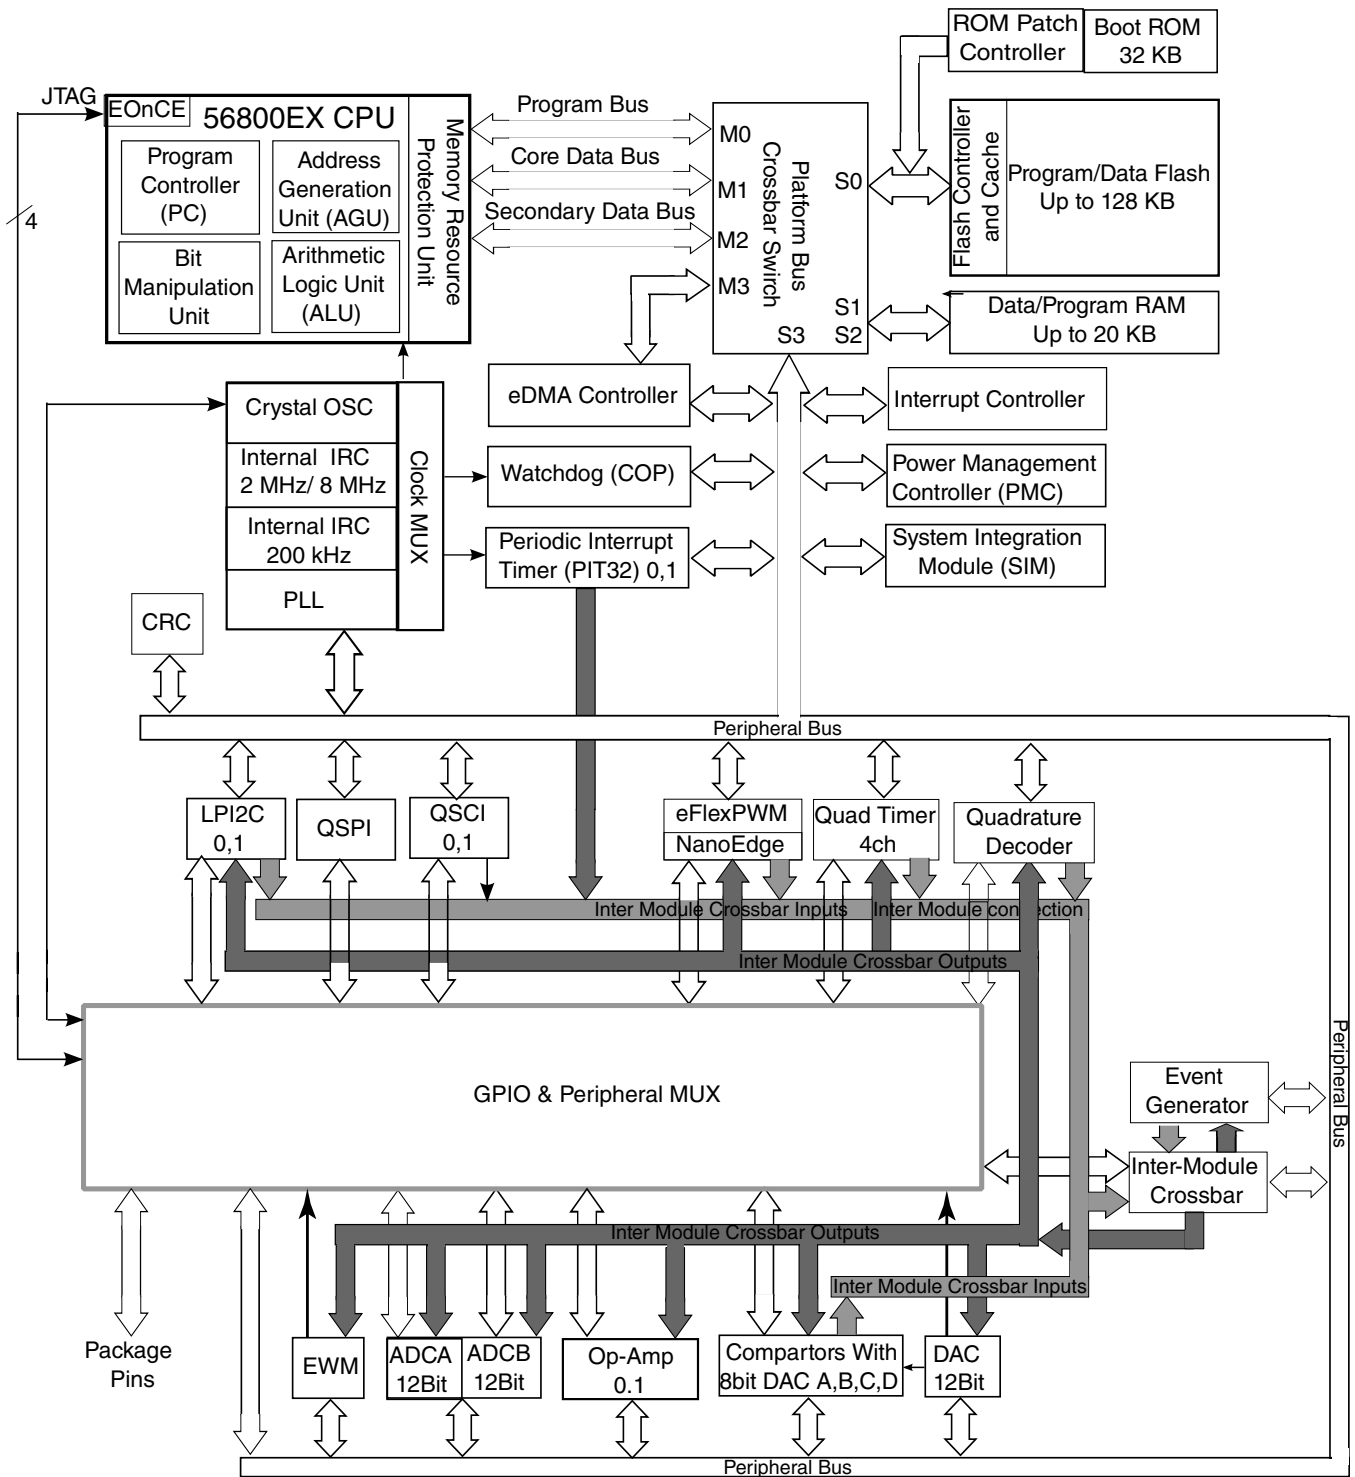 ROM Patch
Controller
Boot ROM
32 KB
JTAG
EOnCE
56800EX CPU
Program
Controller
(PC)
Address
Generation
Unit (AGU)
Bit
Manipulation
Unit
Arithmetic
Logic Unit
(ALU)
Memory Resource
Protection Unit
4
Program Bus
Core Data Bus
Secondary Data Bus
M0
M1
M2
M3
Platform Bus
Crossbar Swirch
S0
S1
S2
S3
Flash Controller
and Cache
Program/Data Flash
Up to 128 KB
Data/Program RAM
Up to 20 KB
Crystal OSC
Internal IRC
2 MHz/ 8 MHz
Internal IRC
200 kHz
PLL
Clock MUX
eDMA Controller
Interrupt Controller
Watchdog (COP)
Power Management
Controller (PMC)
Periodic Interrupt
Timer (PIT32) 0,1
System Integration
Module (SIM)
CRC
Peripheral Bus
LPI2C
0,1
QSPI
QSCI
0,1
eFlexPWM
NanoEdge
Quad Timer
4ch
Quadrature
Decoder
Inter Module Crossbar Inputs
Inter Module connection
Inter Module Crossbar Outputs
GPIO & Peripheral MUX
Peripheral Bus
Event
Generator
Inter-Module
Crossbar
Inter Module Crossbar Outputs
Inter Module Crossbar Inputs
Package
Pins
EWM
ADCA
12Bit
ADCB
12Bit
Op-Amp
0.1
Compartors With
8bit DAC A,B,C,D
DAC
12Bit
Peripheral Bus